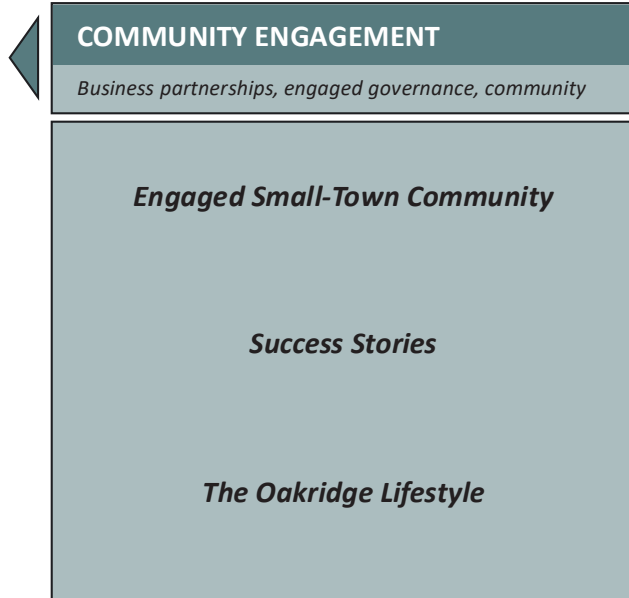 COMMUNITY ENGAGEMENT
Business partnerships, engaged governance, community
Engaged Small-Town Community
Success Stories
The Oakridge Lifestyle